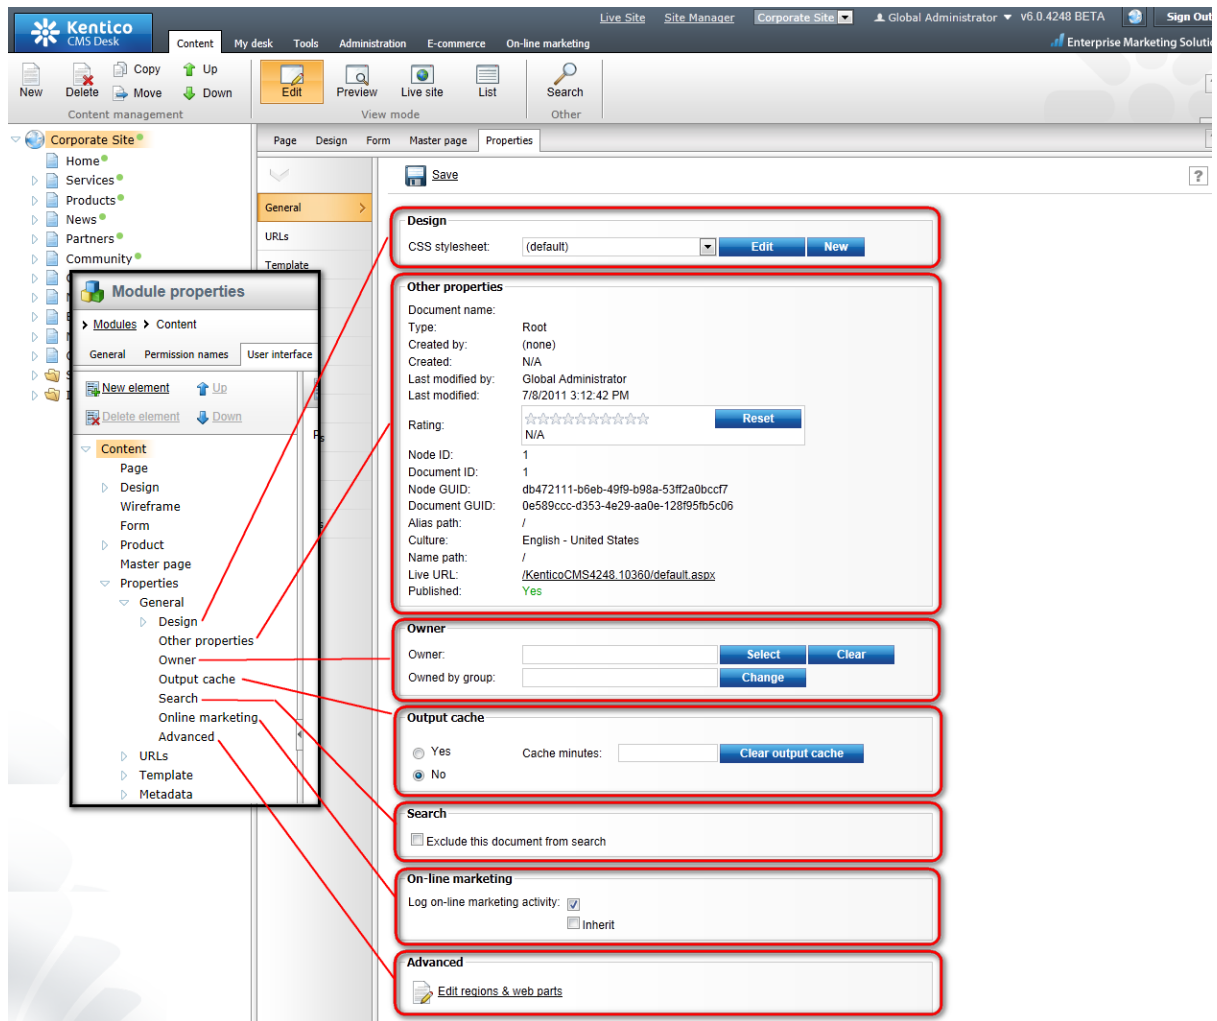 Kentico
CMS Desk
Live Site Site Manager Corporate Site Global Administrator v6.0.4248 BETA Sign Out
Content My desk Tools Administration E-commerce On-line marketing
Enterprise Marketing
New Delete Copy Move Up Down
Content management
Edit Preview Live site List
View mode
Search
Other
Corporate Site
Home
Services
Products
News
Partners
Community
Page Design Form Master page Properties
Save
General
URLs
Template
Module properties
Modules > Content
General Permission names User interface
New element Up
Delete element Down
Content
Page
Design
Wireframe
Form
Product
Master page
Properties
General
Design
Other properties
Owner
Output cache
Search
Online marketing
Advanced
URLs
Template
Metadata
Design
CSS stylesheet: (default) Edit New
Other properties
Document name:
Type: Root
Created by: (none)
Created: N/A
Last modified by: Global Administrator
Last modified: 7/8/2011 3:12:42 PM
Rating: Reset
N/A
Node ID: 1
Document ID: 1
Node GUID: db472111-b6eb-49f9-b98a-53ff2a0bccf7
Document GUID: 0e589ccc-d353-4e29-aa0e-128f95fb5c06
Alias path: /
Culture: English - United States
Name path: /
Live URL: /KenticoCMS4248.10360/default.aspx
Published: Yes
Owner
Owner: Select Clear
Owned by group: Change
Output cache
Yes Cache minutes: Clear output cache
No
Search
Exclude this document from search
On-line marketing
Log on-line marketing activity:
Inherit
Advanced
Edit regions & web parts